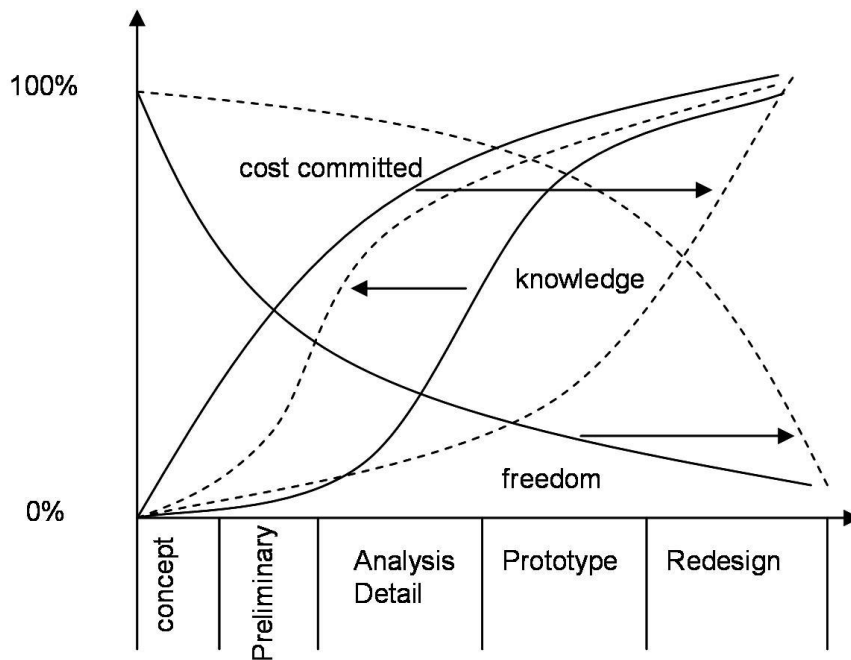 100%
cost committed
knowledge
freedom
0%
concept
Preliminary
Analysis
Detail
Prototype
Redesign